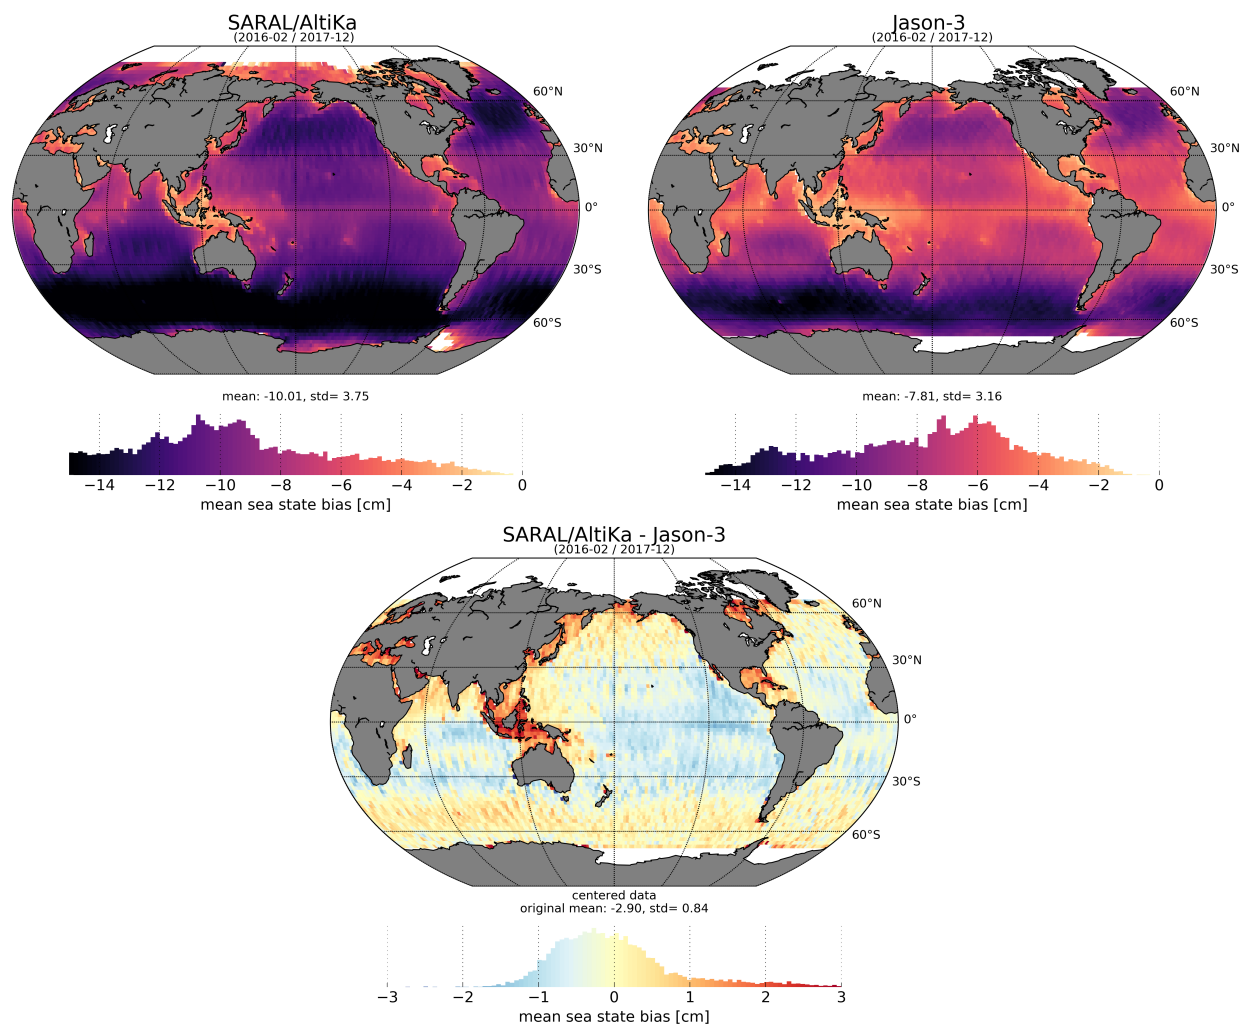 SARAL/AltiKa
(2016-02 / 2017-12)
60°N
30°N
0°
30°S
60°S
mean: -10.01, std= 3.75
−14 −12 −10 −8 −6 −4 −2 0
mean sea state bias [cm]
Jason-3
(2016-02 / 2017-12)
60°N
30°N
0°
30°S
60°S
mean: -7.81, std= 3.16
−14 −12 −10 −8 −6 −4 −2 0
mean sea state bias [cm]
SARAL/AltiKa - Jason-3
(2016-02 / 2017-12)
60°N
30°N
0°
30°S
60°S
centered data
original mean: -2.90, std= 0.84
−3 −2 −1 0 1 2 3
mean sea state bias [cm]